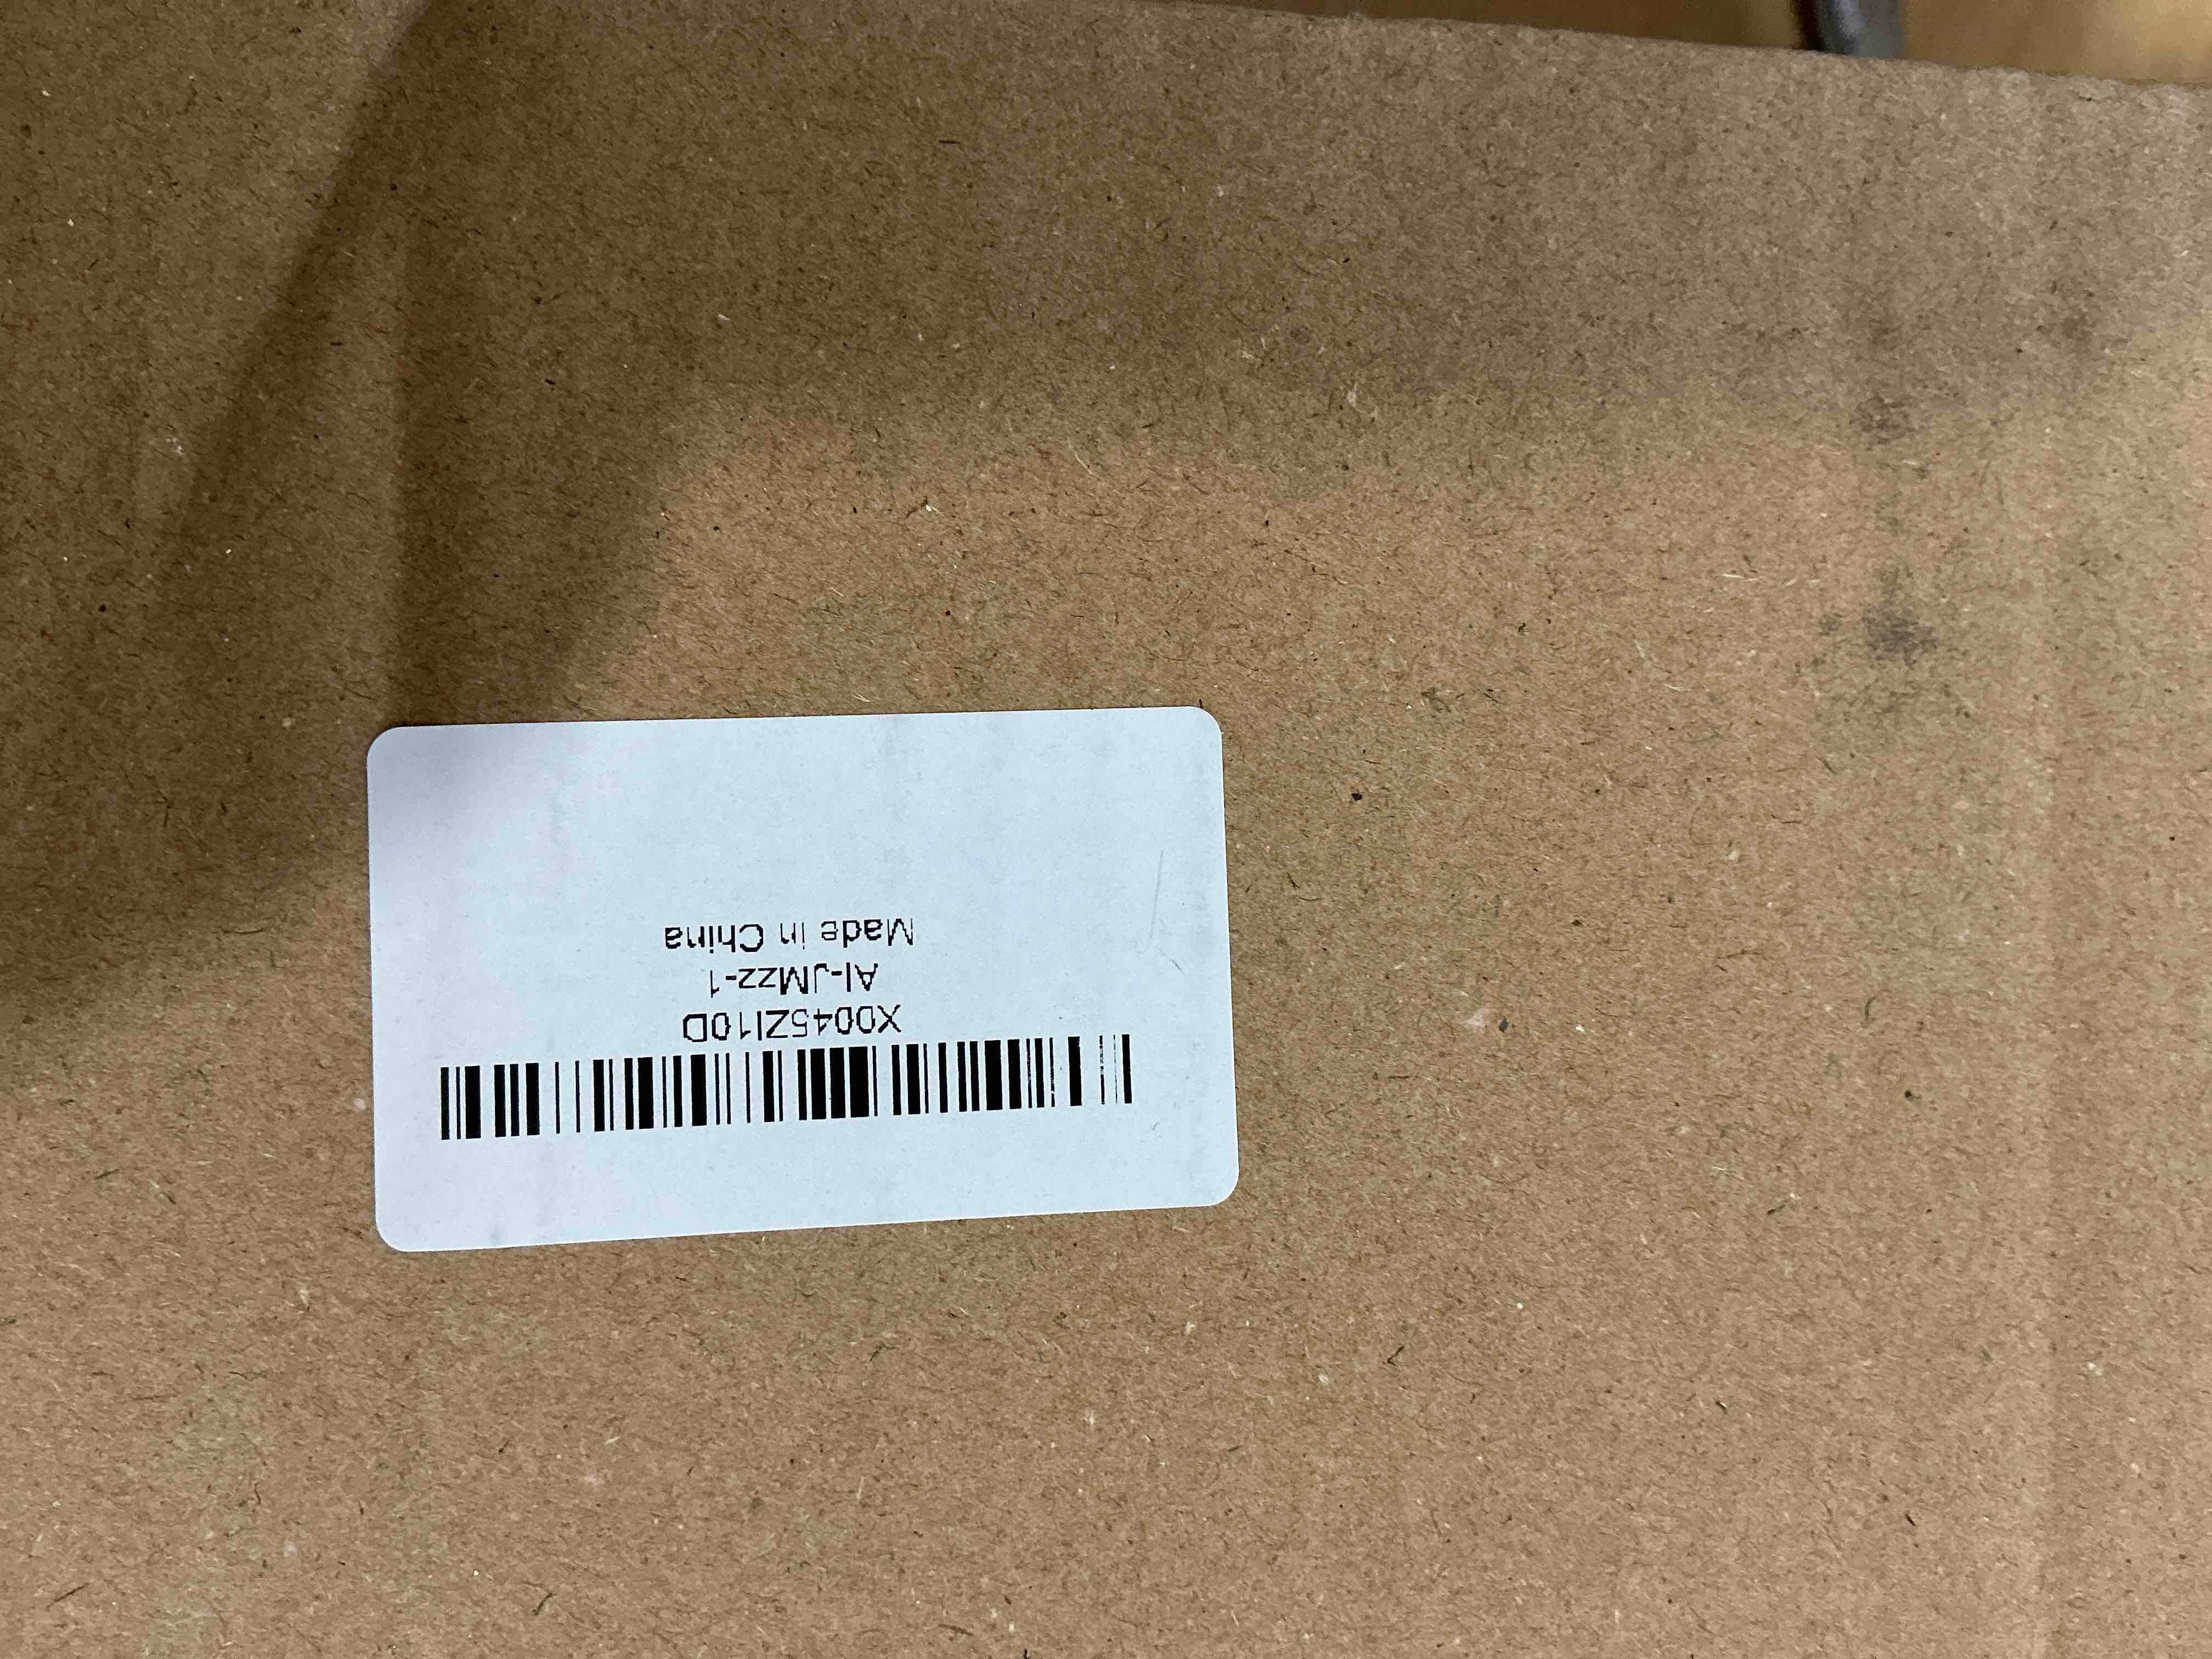 X0045ZI10D
AI-JMzz-1
Made in China